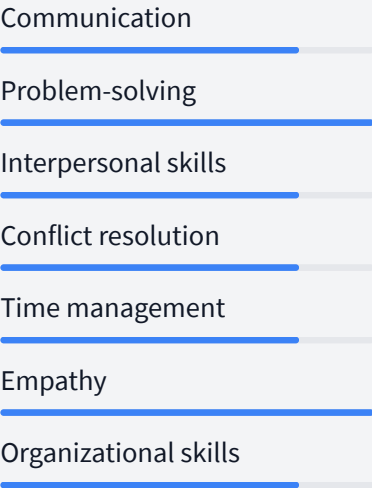 Communication
Problem-solving
Interpersonal skills
Conflict resolution
Time management
Empathy
Organizational skills